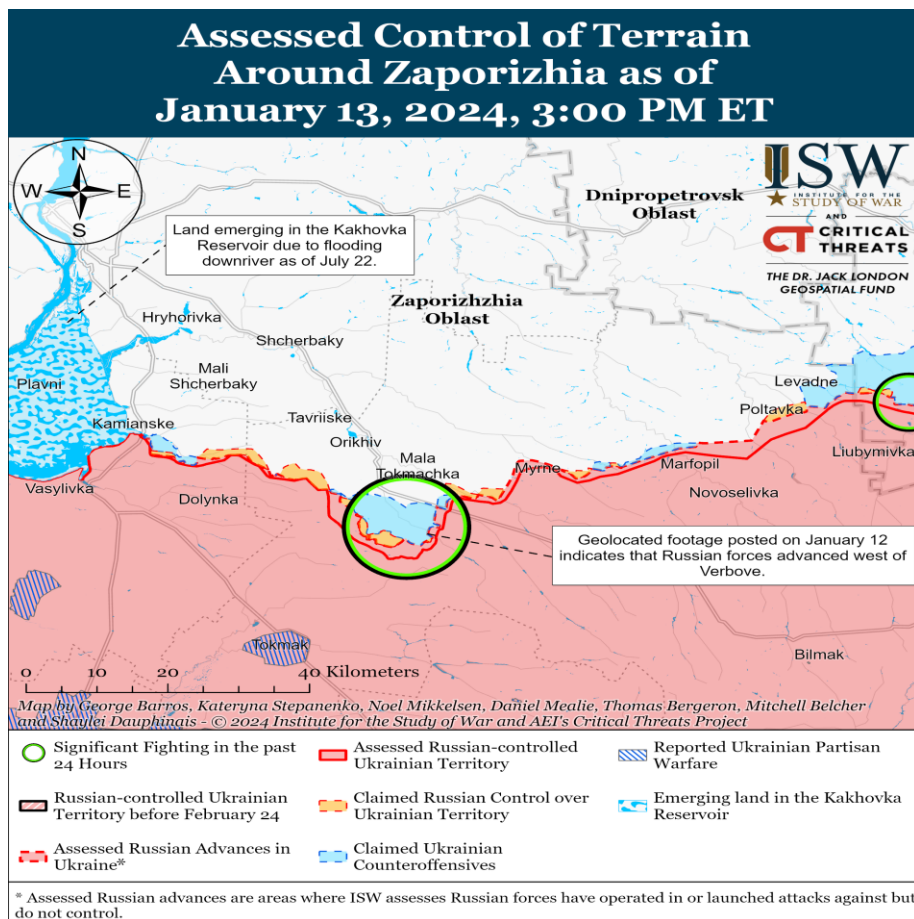 Assessed Control of Terrain
Around Zaporizhia as of
January 13, 2024, 3:00 PM ET
N
W
E
S
ISW
INSTITUTE FOR THE
STUDY OF WAR
AND
CT CRITICAL
THREATS
THE DR. JACK LONDON
GEOSPATIAL FUND
Dnipropetrovsk
Oblast
Land emerging in the Kakhovka
Reservoir due to flooding
downriver as of July 22.
Zaporizhzhia
Oblast
Hryhorivka
Shcherbaky
Mali
Shcherbaky
Plavni
Levadne
Kamianske
Tavriiske
Poltavka
Orikhiv
Mala
Tokmachka
Myrne
Marfopil
Liubymivka
Vasylivka
Dolynka
Novoselivka
Geolocated footage posted on January 12
indicates that Russian forces advanced west of
Verbove.
Tokmak
Bilmak
0 10 20 40 Kilometers
Map by George Barros, Kateryna Stepanenko, Noel Mikkelsen, Daniel Mealie, Thomas Bergeron, Mitchell Belcher
and Shaylei Dauphinais - © 2024 Institute for the Study of War and AEI's Critical Threats Project
Significant Fighting in the past
24 Hours
Assessed Russian-controlled
Ukrainian Territory
Reported Ukrainian Partisan
Warfare
Russian-controlled Ukrainian
Territory before February 24
Claimed Russian Control over
Ukrainian Territory
Emerging land in the Kakhovka
Reservoir
Assessed Russian Advances in
Ukraine*
Claimed Ukrainian
Counteroffensives
* Assessed Russian advances are areas where ISW assesses Russian forces have operated in or launched attacks against but
do not control.